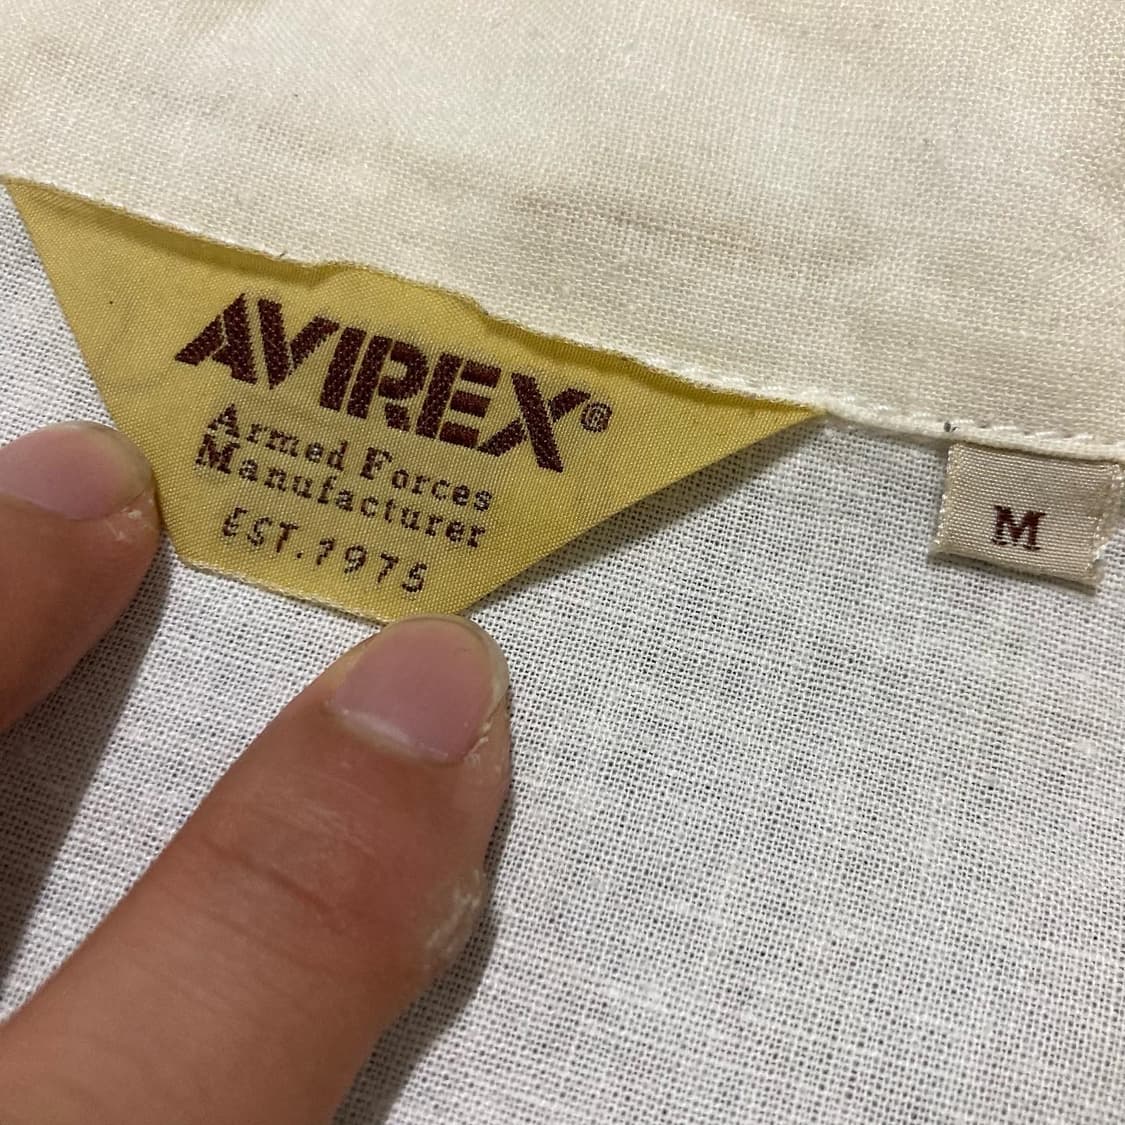 AVIREX®
Armed Forces
Manufacturer
EST.1975
M